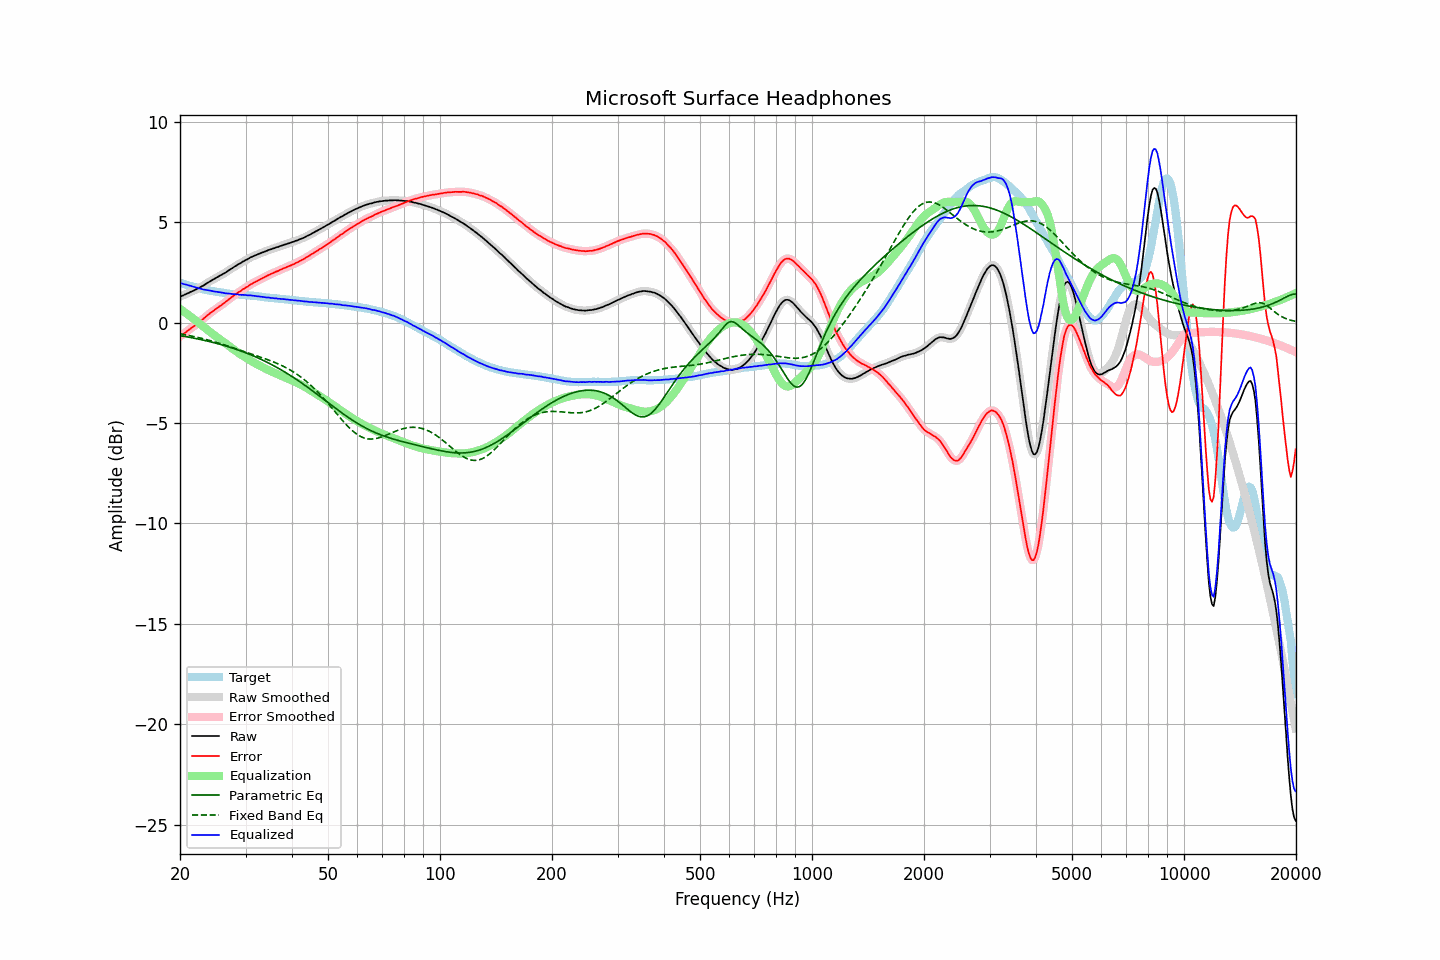 Microsoft Surface Headphones
10
5
0
−5
−10
−15
−20
−25
Amplitude (dBr)
Target
Raw Smoothed
Error Smoothed
Raw
Error
Equalization
Parametric Eq
Fixed Band Eq
Equalized
20 50 100 200 500 1000 2000 5000 10000 20000
Frequency (Hz)